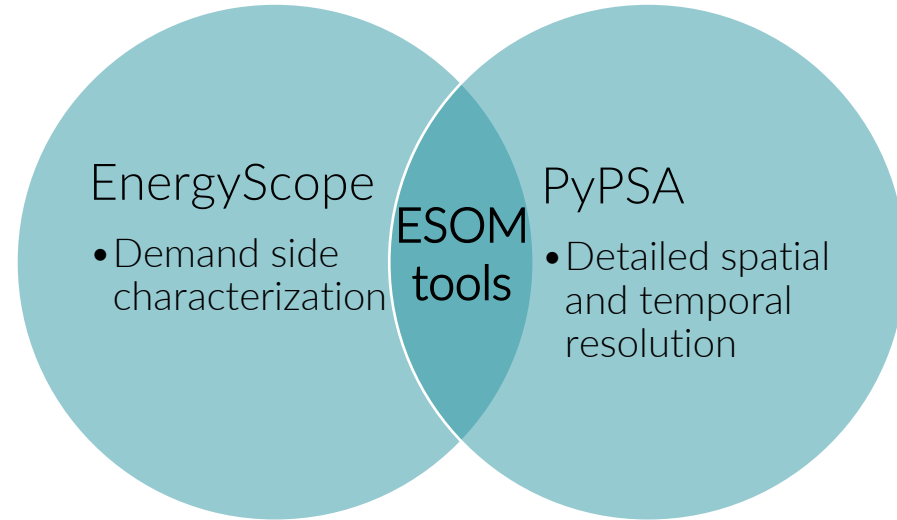 EnergyScope
•Demand side
characterization
ESOM
tools
PyPSA
•Detailed spatial
and temporal
resolution